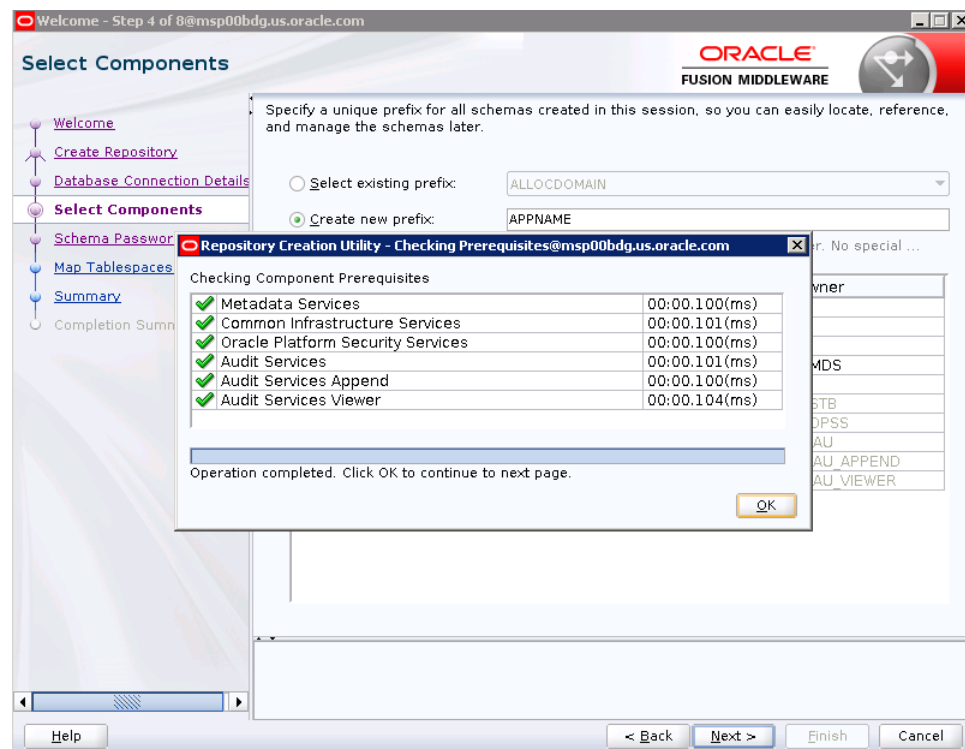 Welcome - Step 4 of 8@msp00bdg.us.oracle.com
Select Components
ORACLE
FUSION MIDDLEWARE
Welcome
Create Repository
Database Connection Details
Select Components
Schema Passwor
Map Tablespaces
Summary
Completion Summ
Specify a unique prefix for all schemas created in this session, so you can easily locate, reference,
and manage the schemas later.
Select existing prefix: ALLOCDOMAIN
Create new prefix: APPNAME
r. No special ...
wner
MDS
STB
OPSS
AU
AU_APPEND
AU_VIEWER
Repository Creation Utility - Checking Prerequisites@msp00bdg.us.oracle.com
Checking Component Prerequisites
Metadata Services 00:00.100(ms)
Common Infrastructure Services 00:00.101(ms)
Oracle Platform Security Services 00:00.100(ms)
Audit Services 00:00.101(ms)
Audit Services Append 00:00.100(ms)
Audit Services Viewer 00:00.104(ms)
Operation completed. Click OK to continue to next page.
OK
Help
< Back
Next >
Finish
Cancel